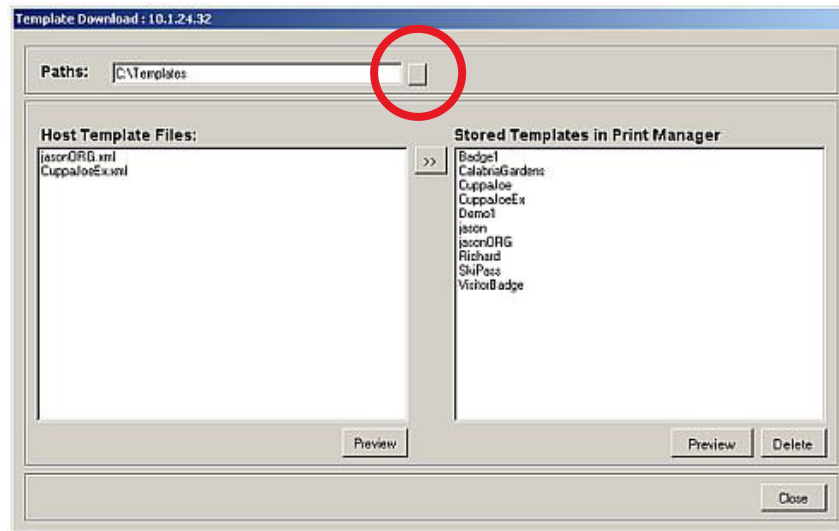 Template Download : 10.1.24.32
Paths: C:\Templates
Host Template Files:
jasonORG.xml
CuppaJoeEx.xml
>>
Stored Templates in Print Manager
Badge1
CalabriaGardens
CuppaJoe
CuppaJoeEx
Demo1
jason
jasonORG
Richard
SkiPass
VisitorBadge
Preview
Preview Delete
Close